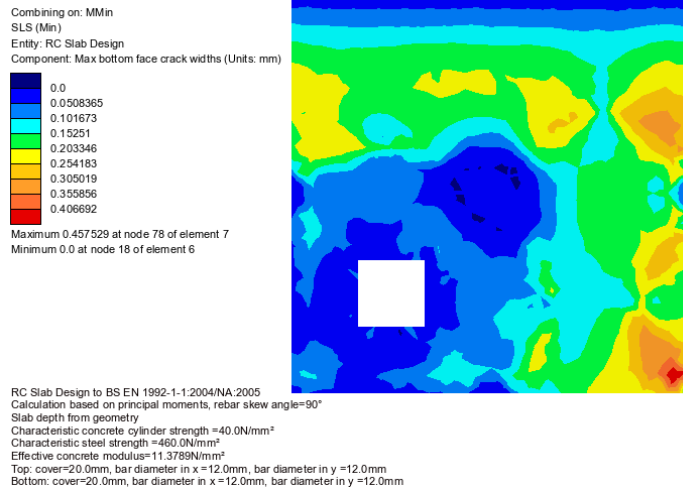 Combining on: MMin
SLS (Min)
Entity: RC Slab Design
Component: Max bottom face crack widths (Units: mm)
0.0
0.0508365
0.101673
0.15251
0.203346
0.254183
0.305019
0.355856
0.406692
Maximum 0.457529 at node 78 of element 7
Minimum 0.0 at node 18 of element 6
RC Slab Design to BS EN 1992-1-1:2004/NA:2005
Calculation based on principal moments, rebar skew angle=90°
Slab depth from geometry
Characteristic concrete cylinder strength =40.0N/mm²
Characteristic steel strength =460.0N/mm²
Effective concrete modulus=11.3789N/mm²
Top: cover=20.0mm, bar diameter in x =12.0mm, bar diameter in y =12.0mm
Bottom: cover=20.0mm, bar diameter in x =12.0mm, bar diameter in y =12.0mm